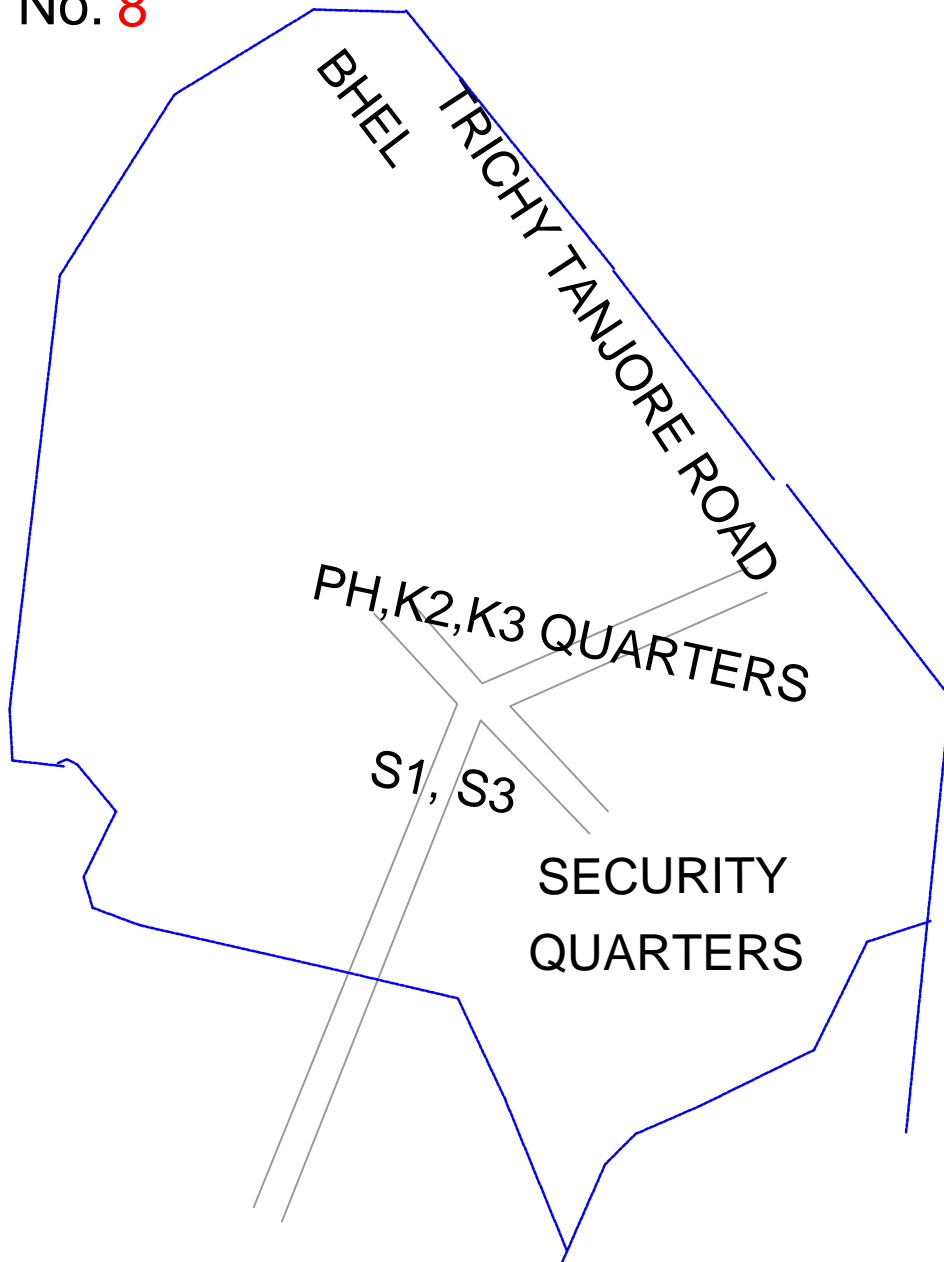 No. 8
BHEL
TRICHY TANJORE ROAD
PH,K2,K3 QUARTERS
S1, S3
SECURITY
QUARTERS